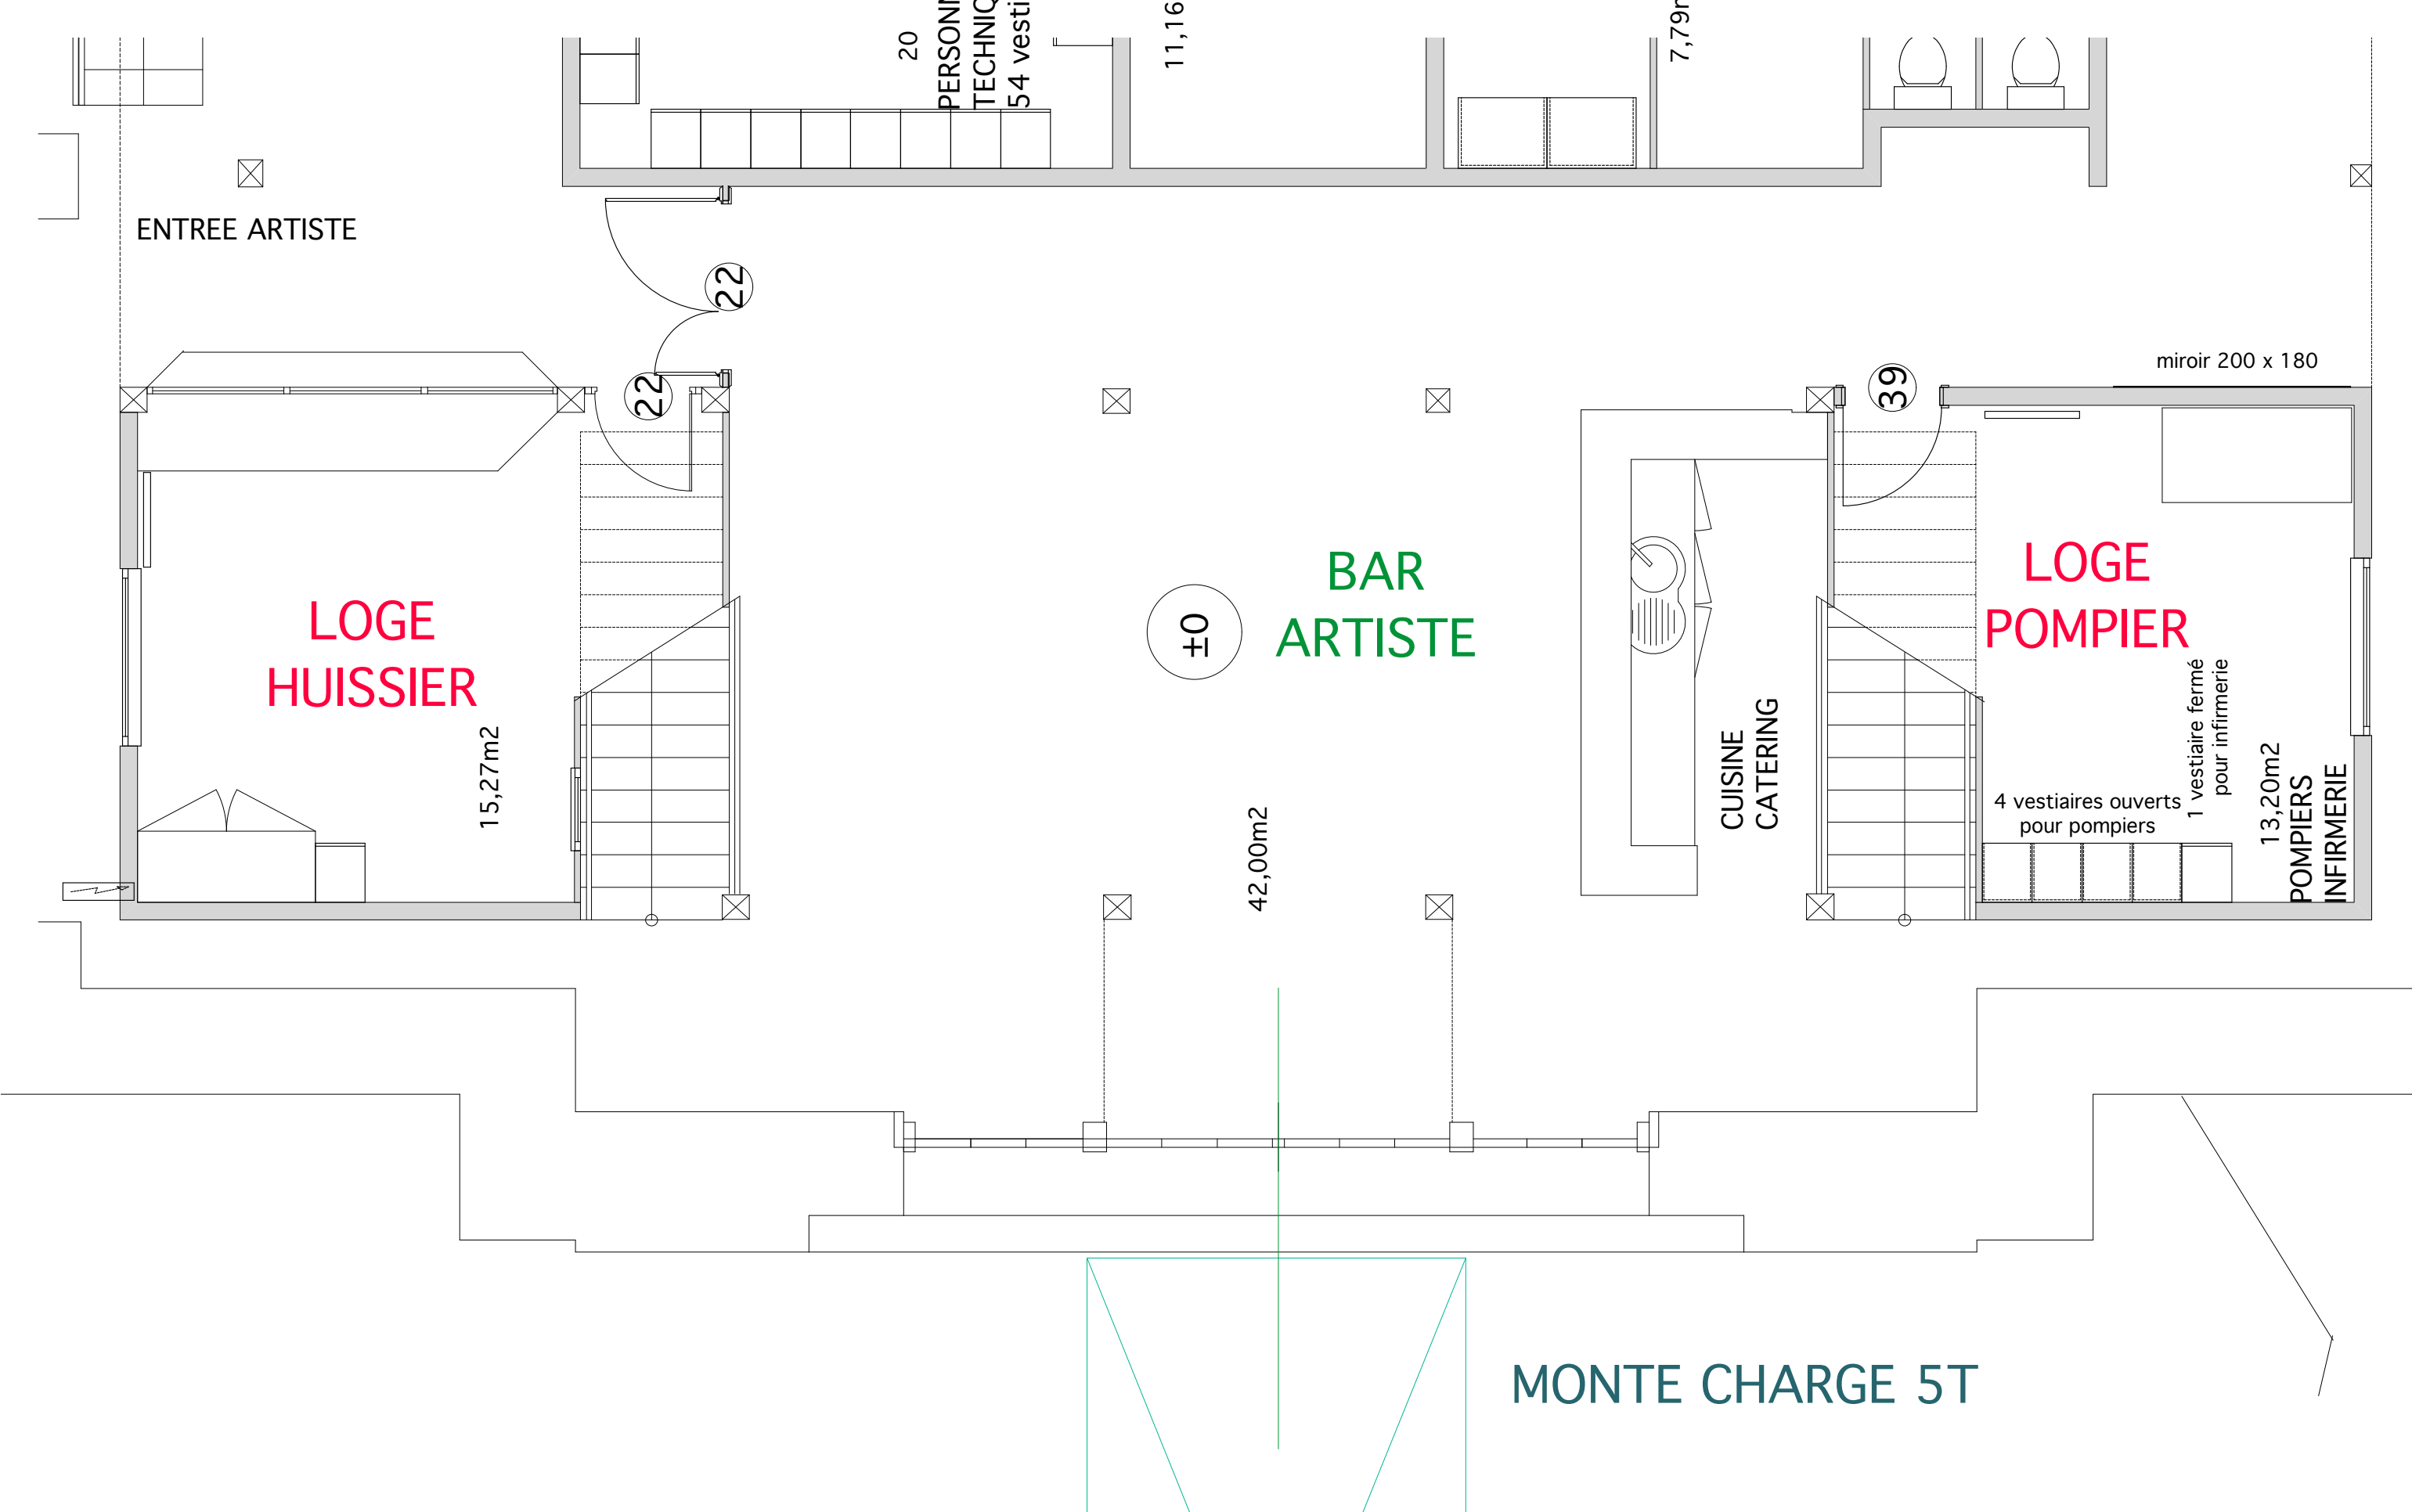 20
54 vesti
11,16
ENTREE ARTISTE
22
22
39
miroir 200 x 180
LOGE
HUISSIER
15,27m2
±0
BAR
ARTISTE
42,00m2
CUISINE
CATERING
LOGE
POMPIER
1 vestiaire fermé
pour infirmerie
4 vestiaires ouverts
pour pompiers
13,20m2
POMPIERS
INFIRMERIE
MONTE CHARGE 5T